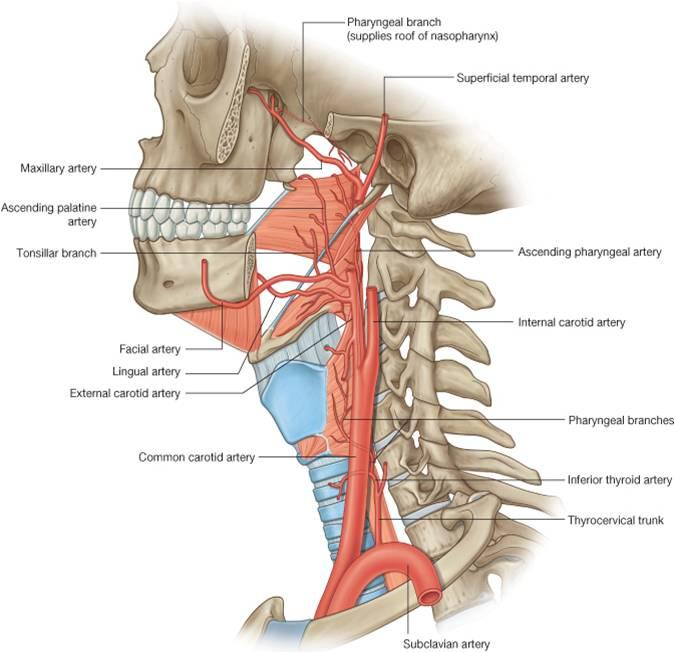 Pharyngeal branch
(supplies roof of nasopharynx)
Superficial temporal artery
Maxillary artery
Ascending palatine
artery
Tonsillar branch
Ascending pharyngeal artery
Internal carotid artery
Facial artery
Lingual artery
External carotid artery
Pharyngeal branches
Common carotid artery
Inferior thyroid artery
Thyrocervical trunk
Subclavian artery